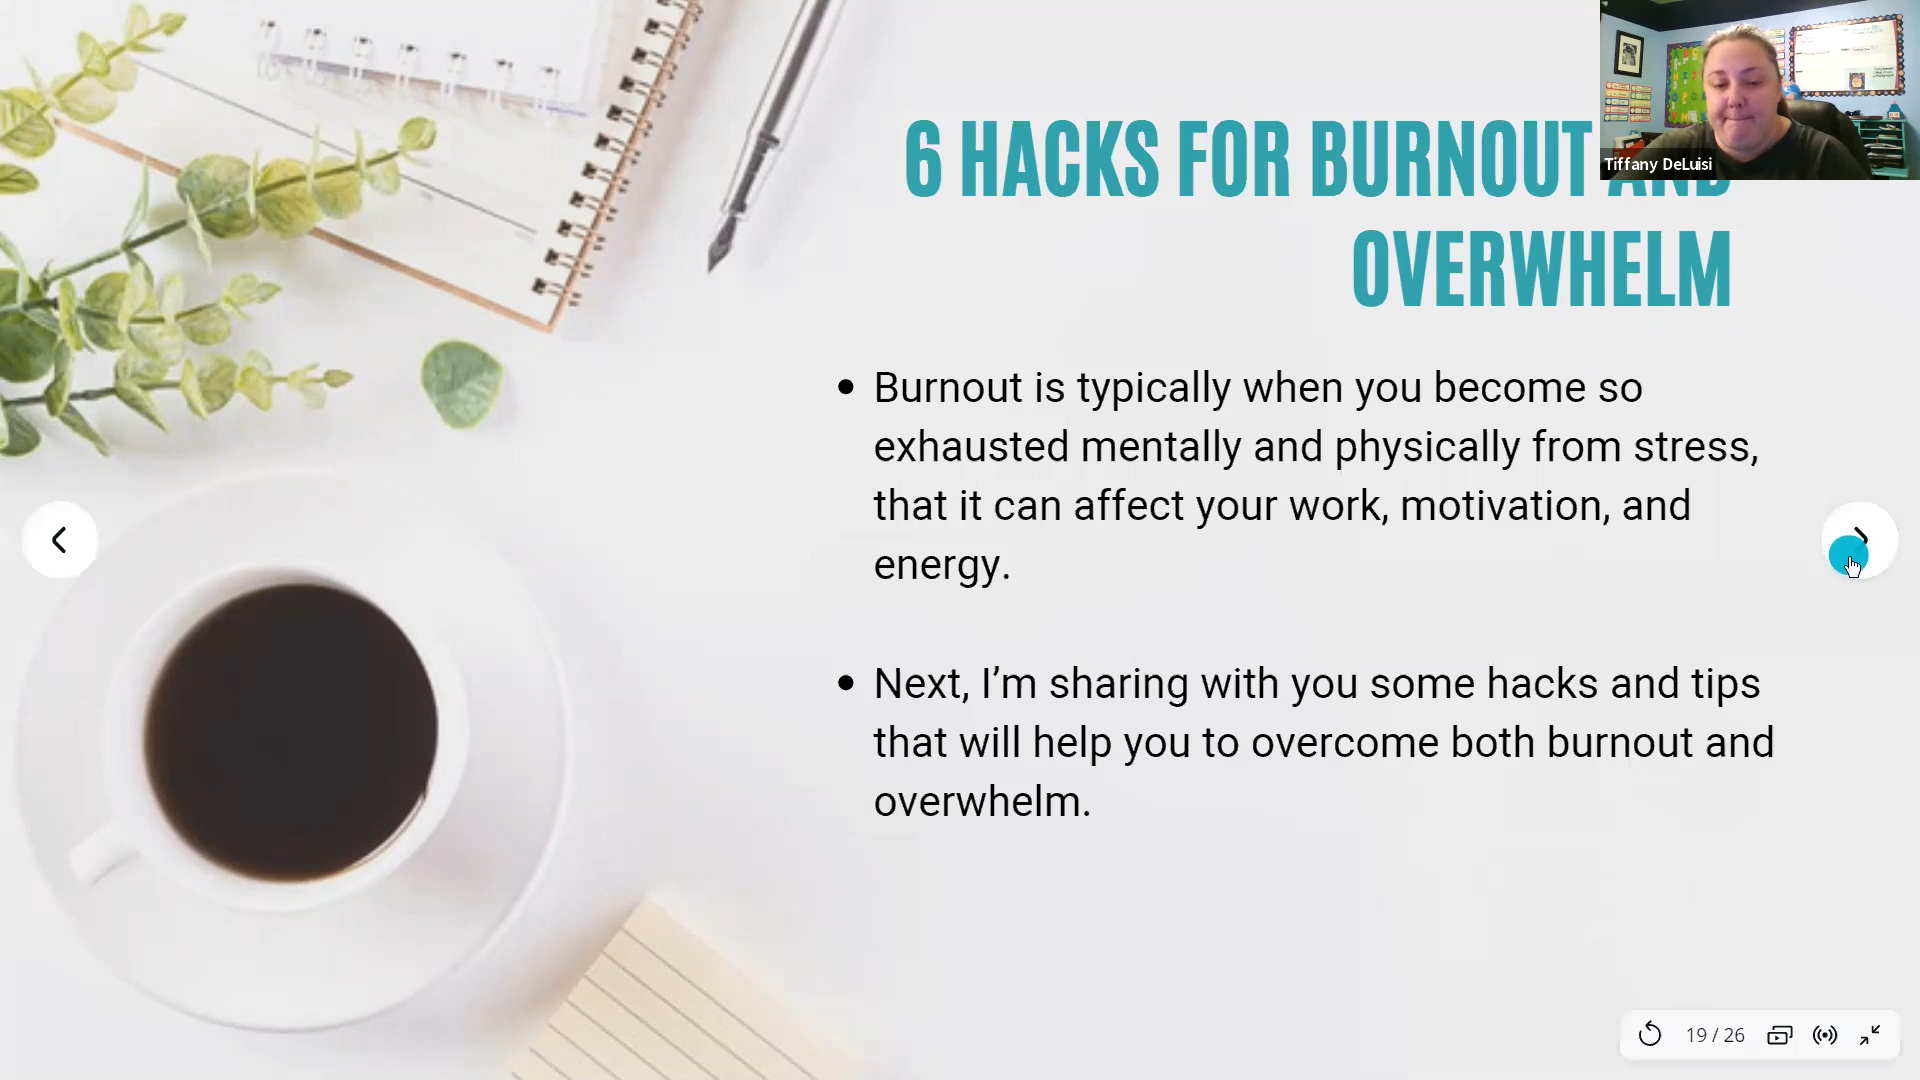 6 HACKS FOR BURNOUT AND
OVERWHELM
Tiffany DeLuisi
• Burnout is typically when you become so
exhausted mentally and physically from stress,
that it can affect your work, motivation, and
energy.
• Next, I’m sharing with you some hacks and tips
that will help you to overcome both burnout and
overwhelm.
19 / 26